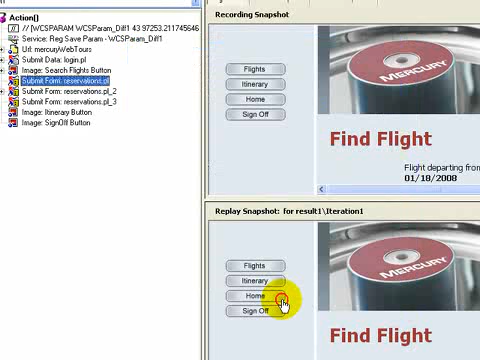 Action()
// [WCSPARAM WCSParam_Diff1 43 97253.211745646
Service: Reg Save Param - WCSParam_Diff1
Url: mercuryWebTours
Submit Data: login.pl
Image: Search Flights Button
Submit Form: reservations.pl
Submit Form: reservations.pl_2
Submit Form: reservations.pl_3
Image: Itinerary Button
Image: SignOff Button
Recording Snapshot
Flights
Itinerary
Home
Sign Off
MERCURY
Find Flight
Flight departing from
01/18/2008
Replay Snapshot: for result1\Iteration1
Flights
Itinerary
Home
Sign Off
MERCURY
Find Flight